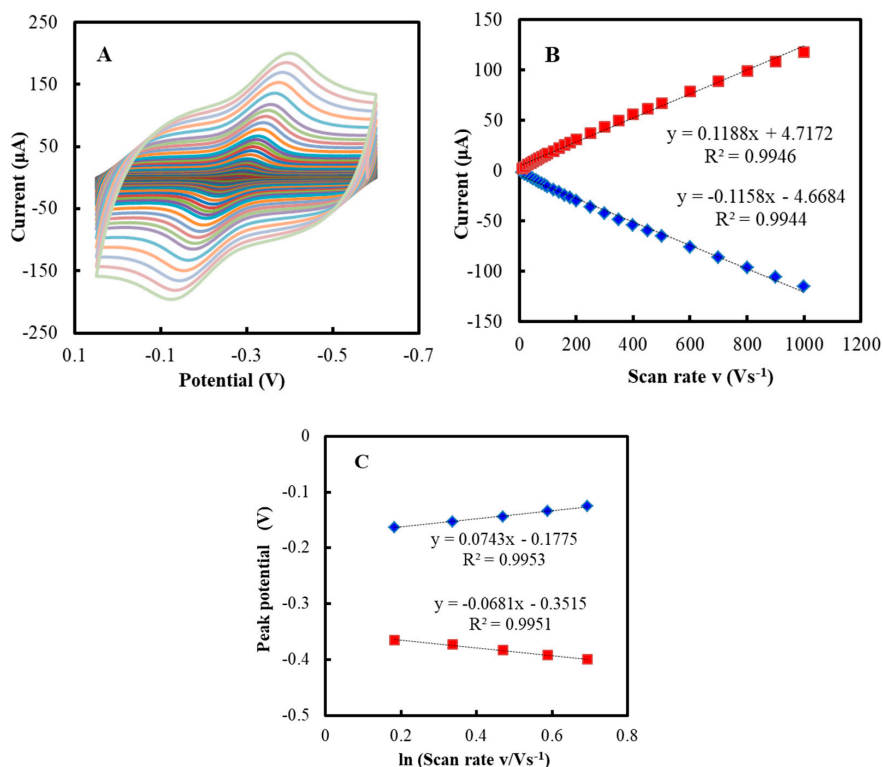 A
250
150
50
-50
-150
-250
0.1
-0.1
-0.3
-0.5
-0.7
Current (µA)
Potential (V)
B
150
100
50
0
-50
-100
-150
0
200
400
600
800
1000
1200
Current (µA)
y = 0.1188x + 4.7172
R² = 0.9946
y = -0.1158x - 4.6684
R² = 0.9944
Scan rate v (Vs⁻¹)
C
0
-0.1
-0.2
-0.3
-0.4
-0.5
0
0.2
0.4
0.6
0.8
Peak potential (V)
y = 0.0743x - 0.1775
R² = 0.9953
y = -0.0681x - 0.3515
R² = 0.9951
ln (Scan rate v/Vs⁻¹)